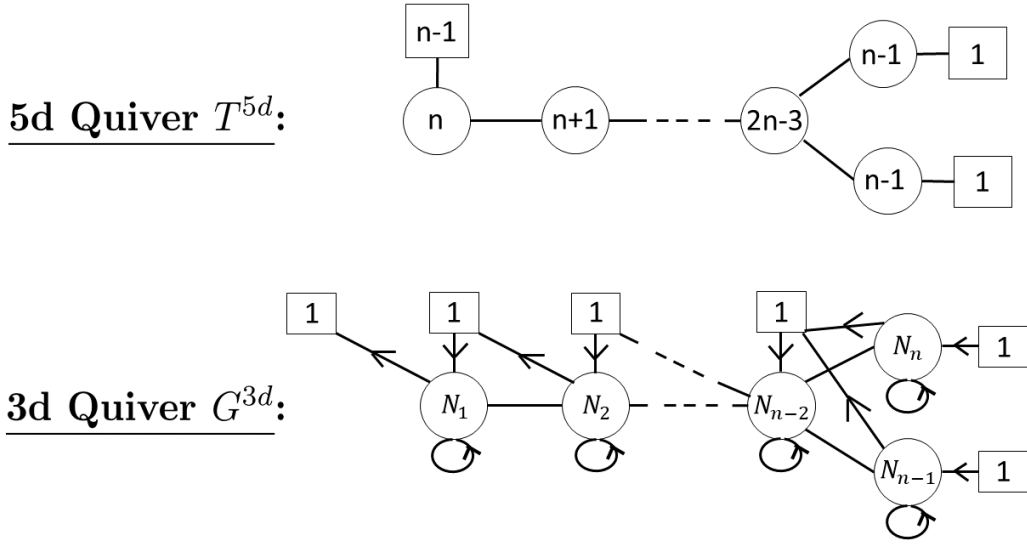 n-1
n-1
1
5d Quiver T^{5d}:
n
n+1
2n-3
n-1
1
1
1
1
1
N_n
1
3d Quiver G^{3d}:
N_1
N_2
N_{n-2}
N_{n-1}
1